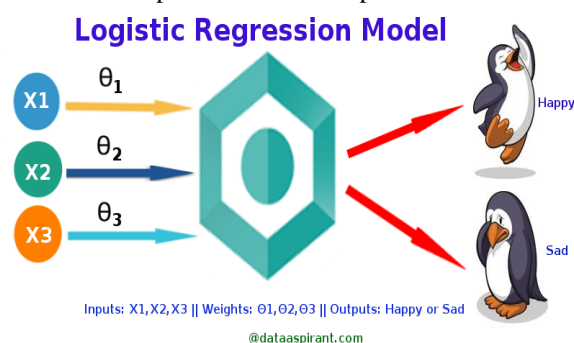 Logistic Regression Model
X1
θ1
X2
θ2
X3
θ3
Happy
Sad
Inputs: X1,X2,X3 || Weights: Θ1,Θ2,Θ3 || Outputs: Happy or Sad
@dataaspirant.com